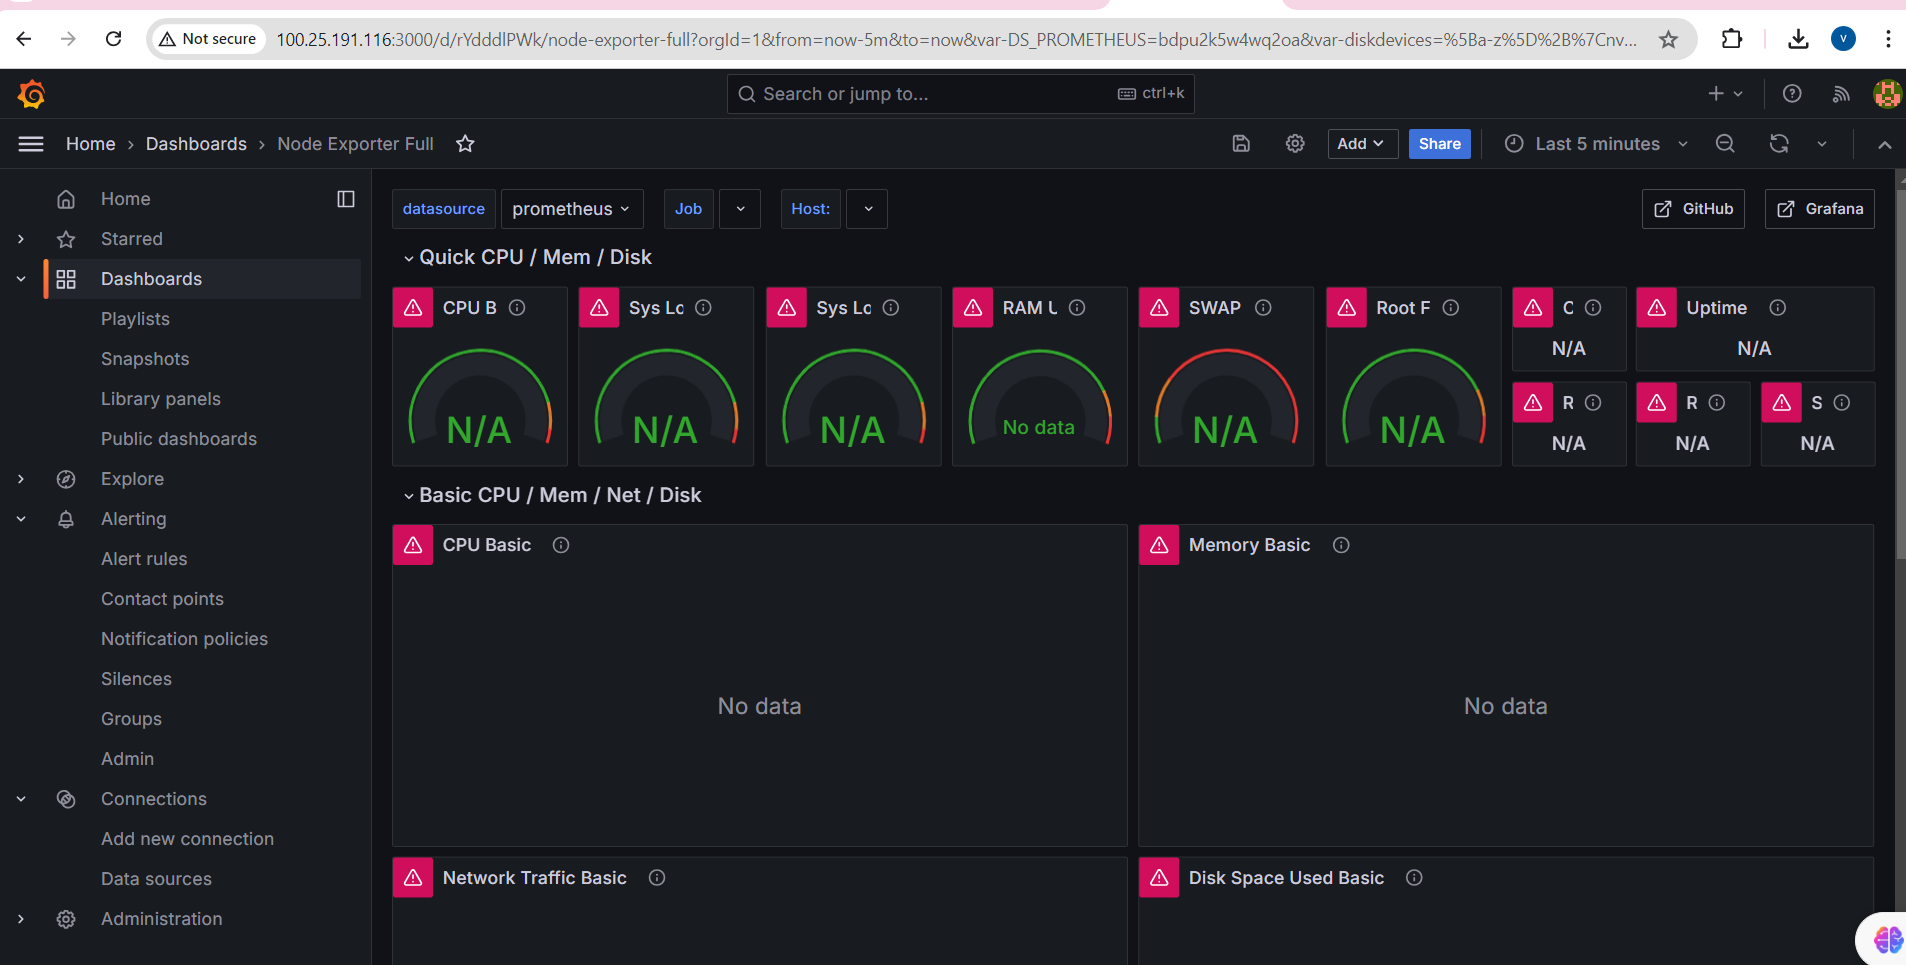 Not secure
100.25.191.116:3000/d/rYdddlPWk/node-exporter-full?orgId=1&from=now-5m&to=now&var-DS_PROMETHEUS=bdpu2k5w4wq2oa&var-diskdevices=%5Ba-z%5D%2B%7Cnv...
V
Search or jump to...
ctrl+k
Home › Dashboards › Node Exporter Full
Add
Share
Last 5 minutes
Home
Starred
Dashboards
Playlists
Snapshots
Library panels
Public dashboards
Explore
Alerting
Alert rules
Contact points
Notification policies
Silences
Groups
Admin
Connections
Add new connection
Data sources
Administration
datasource
prometheus
Job
Host:
GitHub
Grafana
Quick CPU / Mem / Disk
CPU B
N/A
Sys Lo
N/A
Sys Lo
N/A
RAM U
No data
SWAP
N/A
Root F
N/A
C
N/A
Uptime
N/A
R
N/A
R
N/A
S
N/A
Basic CPU / Mem / Net / Disk
CPU Basic
No data
Memory Basic
No data
Network Traffic Basic
Disk Space Used Basic